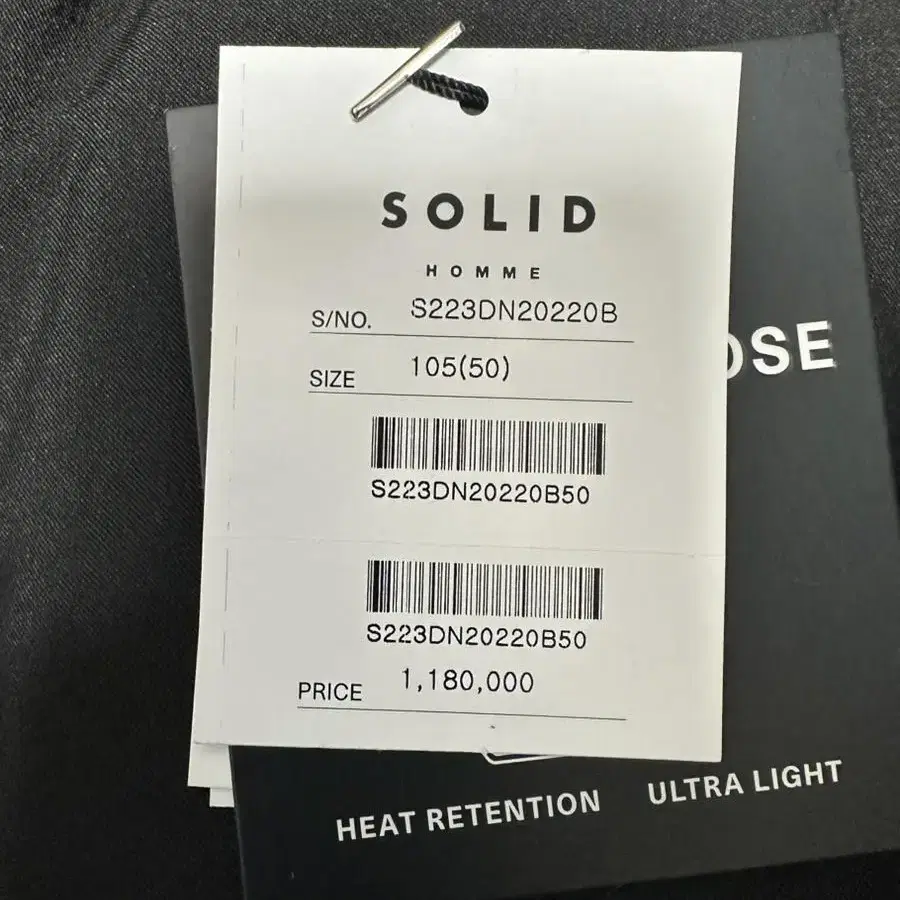 SOLID
HOMME
S/NO. S223DN20220B
SIZE 105(50)
S223DN20220B50
S223DN20220B50
PRICE 1,180,000
OSE
HEAT RETENTION ULTRA LIGHT